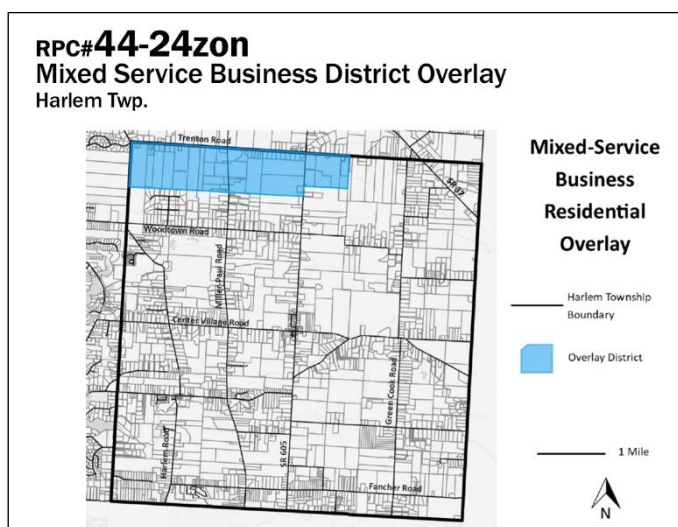 RPC#44-24zon
Mixed Service Business District Overlay
Harlem Twp.
Trenton Road
SR 37
Woodtown Road
Miller-Paul Road
Center Village Road
Green Cook Road
Harlem Road
SR 605
Fancher Road
Mixed-Service
Business
Residential
Overlay
Harlem Township
Boundary
Overlay District
1 Mile
N